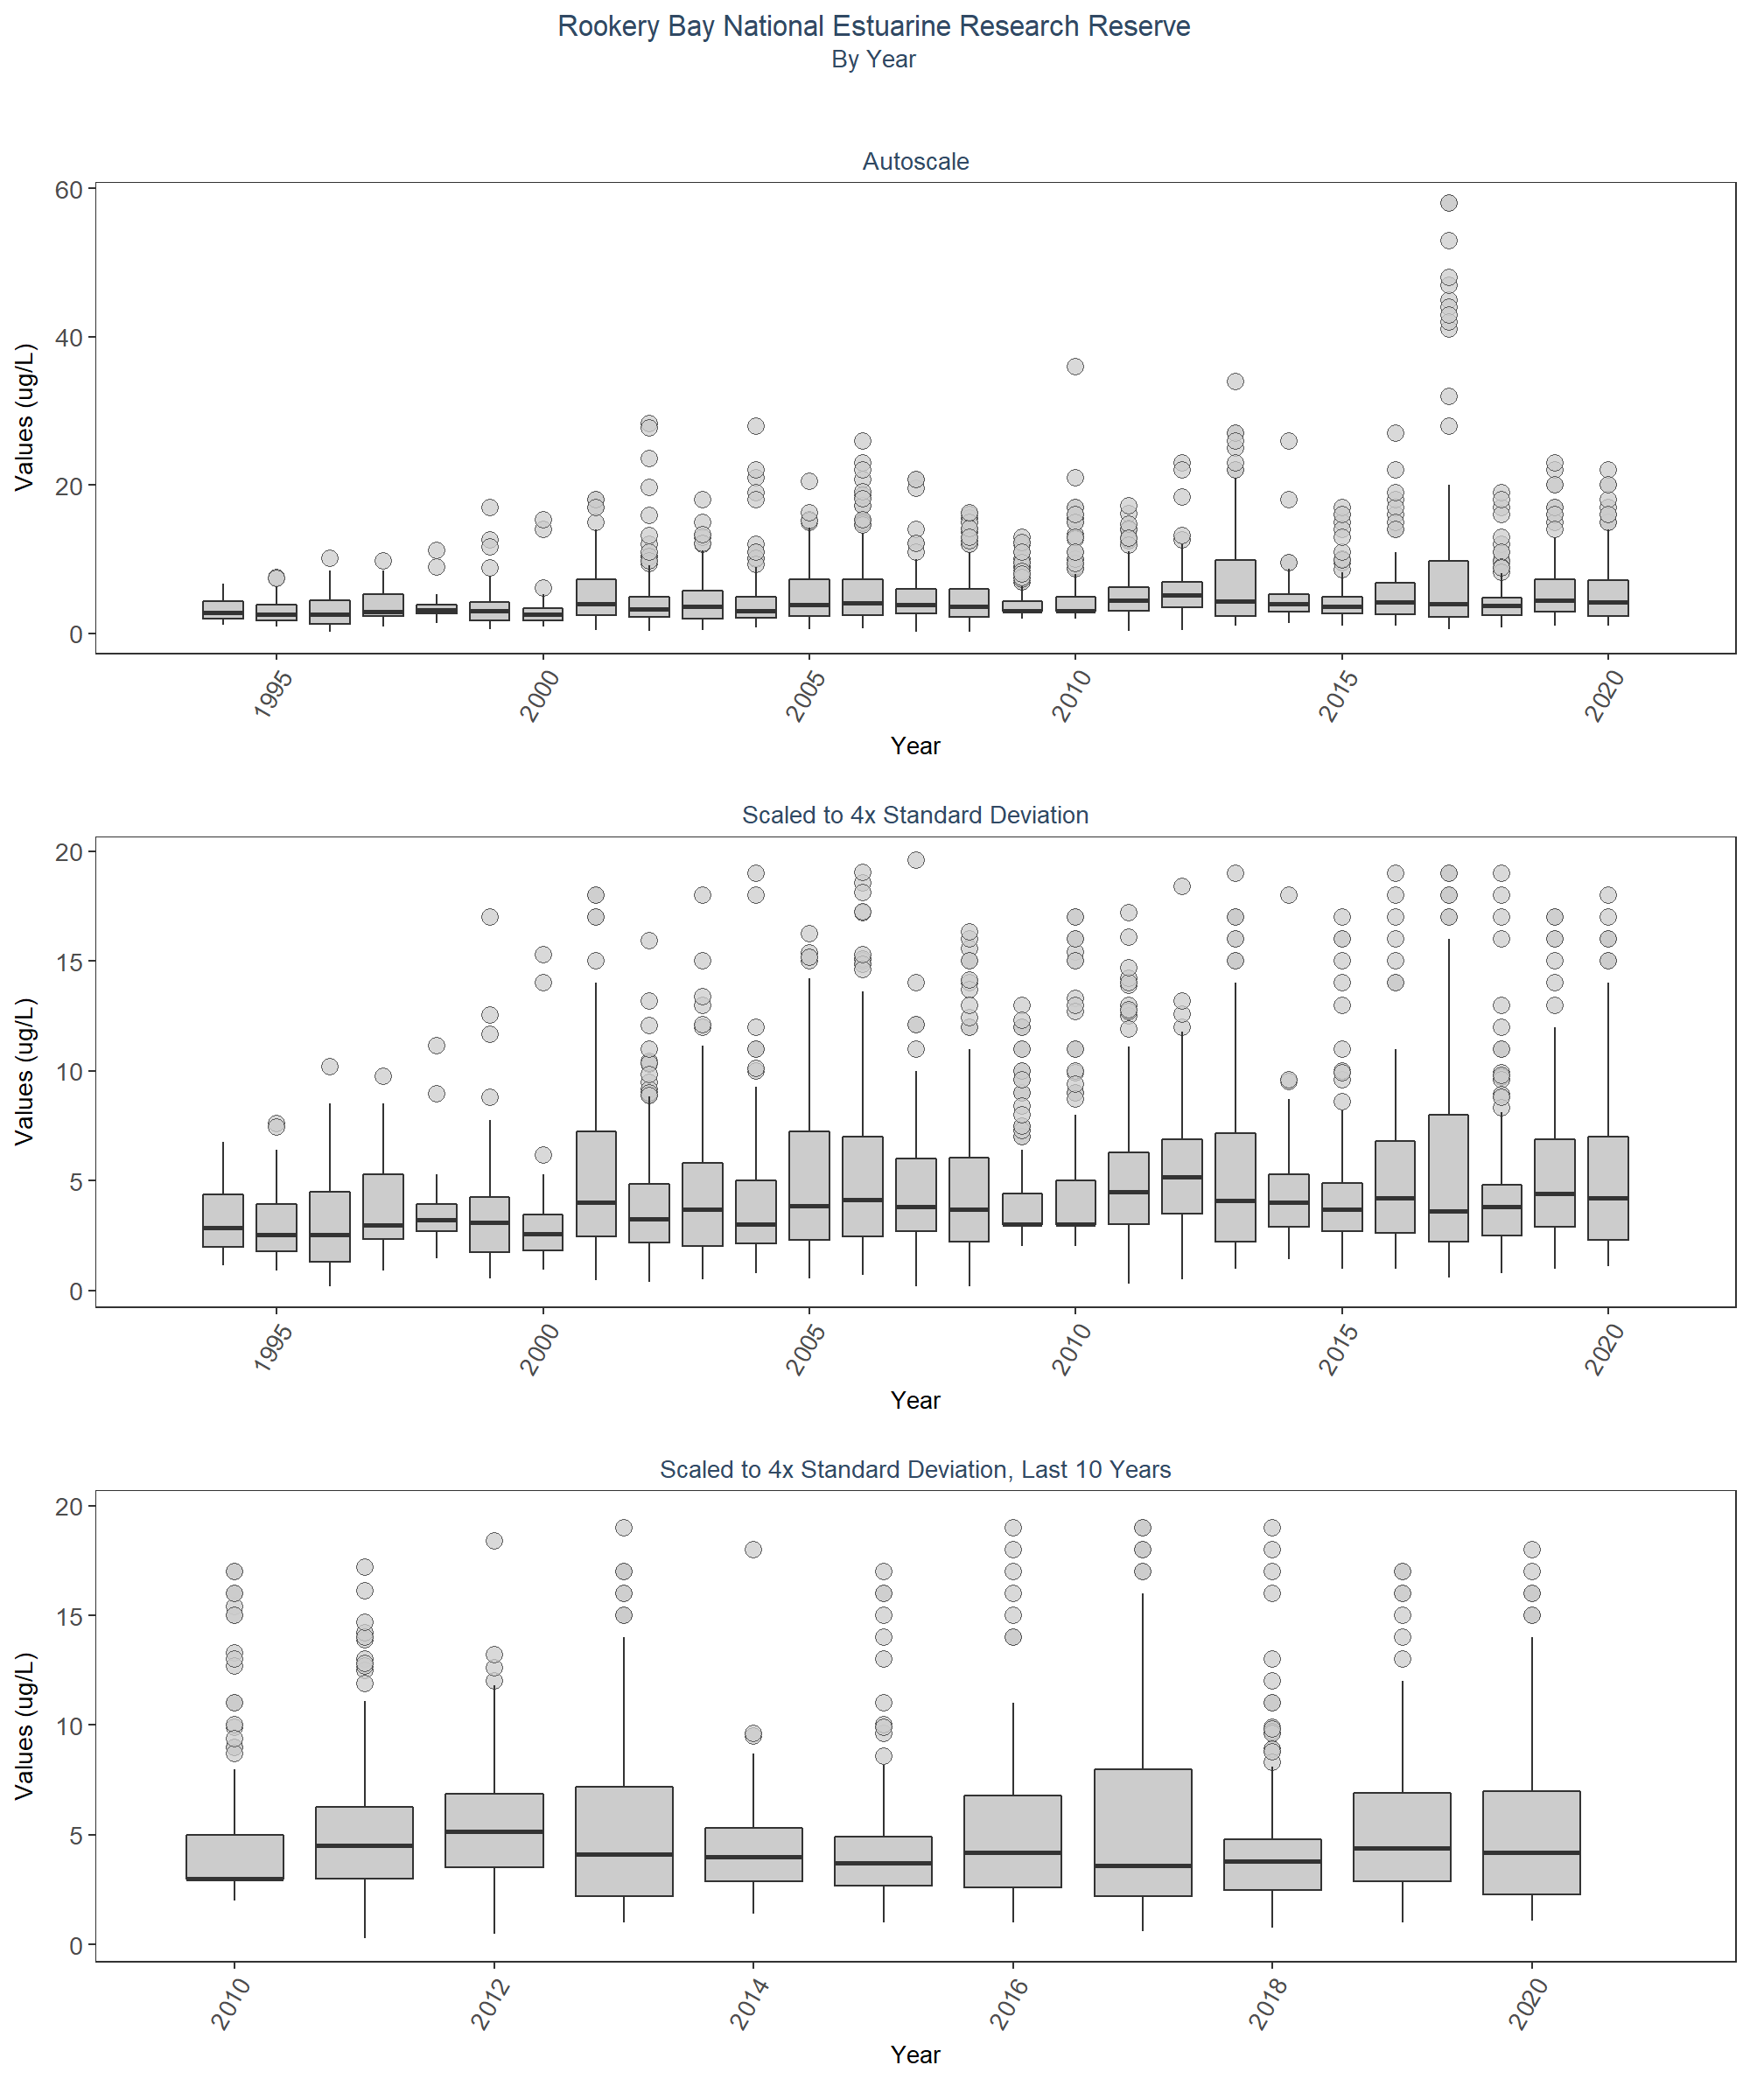 Rookery Bay National Estuarine Research Reserve
By Year
Autoscale
60
40
20
0
Values (ug/L)
1995 2000 2005 2010 2015 2020
Year
Scaled to 4x Standard Deviation
20
15
10
5
0
Values (ug/L)
1995 2000 2005 2010 2015 2020
Year
Scaled to 4x Standard Deviation, Last 10 Years
20
15
10
5
0
Values (ug/L)
2010 2012 2014 2016 2018 2020
Year